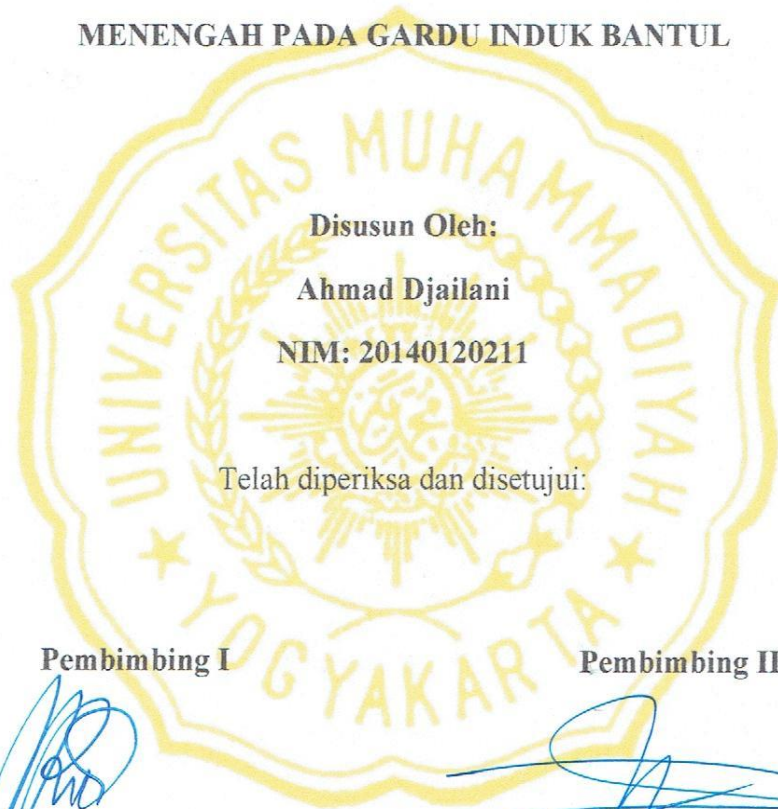 MENENGAH PADA GARDU INDUK BANTUL
UNIVERSITAS MUHAMMADIYAH
YOGYAKARTA
Disusun Oleh:
Ahmad Djailani
NIM: 20140120211
Telah diperiksa dan disetujui:
Pembimbing I
Pembimbing II